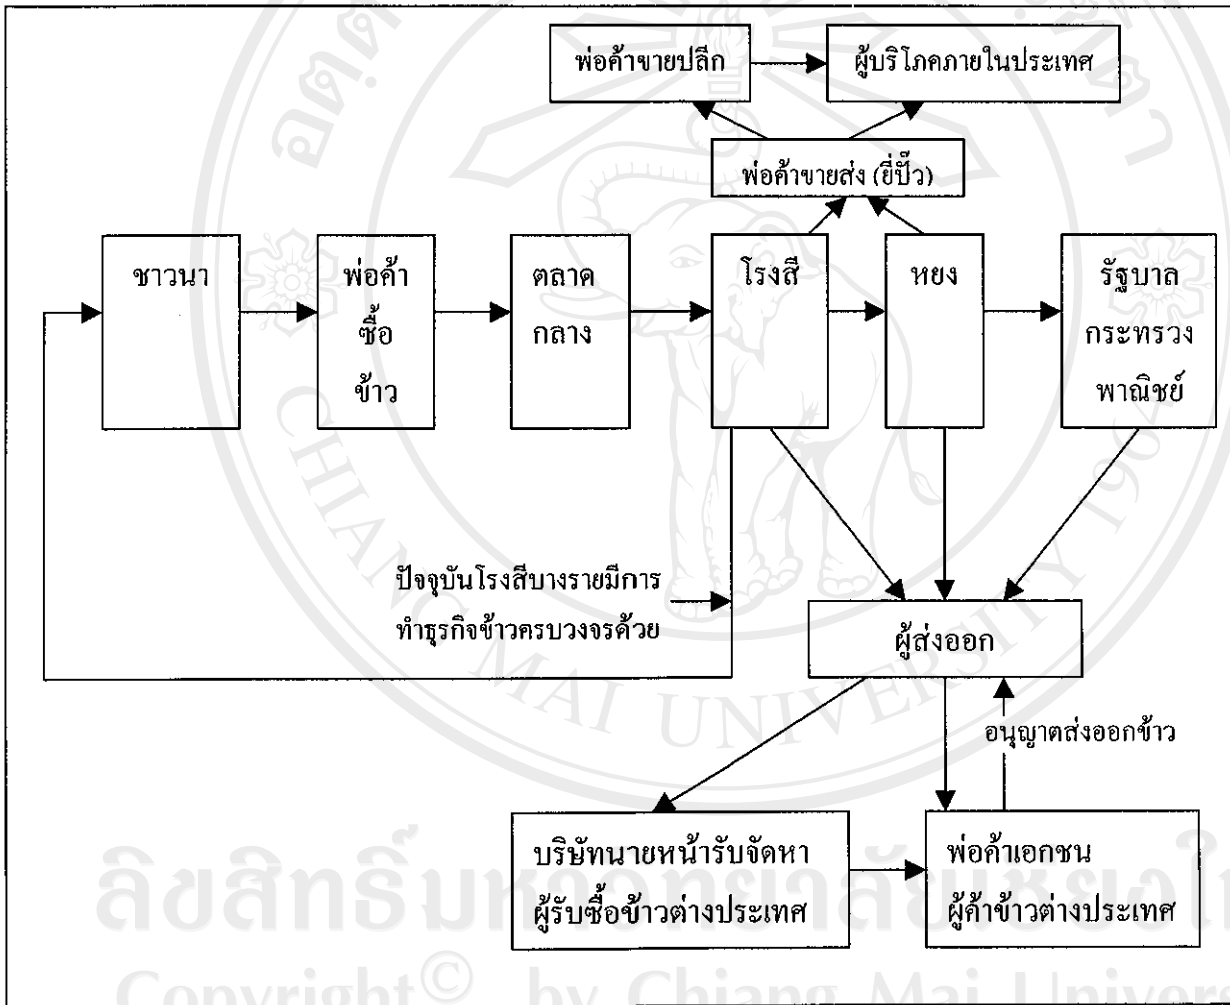 พ่อค้าขายปลีก
ผู้บริโภคภายในประเทศ
พ่อค้าขายส่ง (ยี่ปั๊ว)
ชาวนา
พ่อค้า
ซื้อ
ข้าว
ตลาด
กลาง
โรงสี
หยง
รัฐบาล
กระทรวง
พาณิชย์
ปัจจุบันโรงสีบางรายมีการ
ทำธุรกิจข้าวครบวงจรด้วย
ผู้ส่งออก
อนุญาตส่งออกข้าว
บริษัทนายหน้ารับจัดหา
ผู้รับซื้อข้าวต่างประเทศ
พ่อค้าเอกชน
ผู้ค้าข้าวต่างประเทศ
CHIANG MAI UNIVERSITY 196
ลิขสิทธิ์มหาวิทยาลัยเชียงใ
Copyright © by Chiang Mai Univers